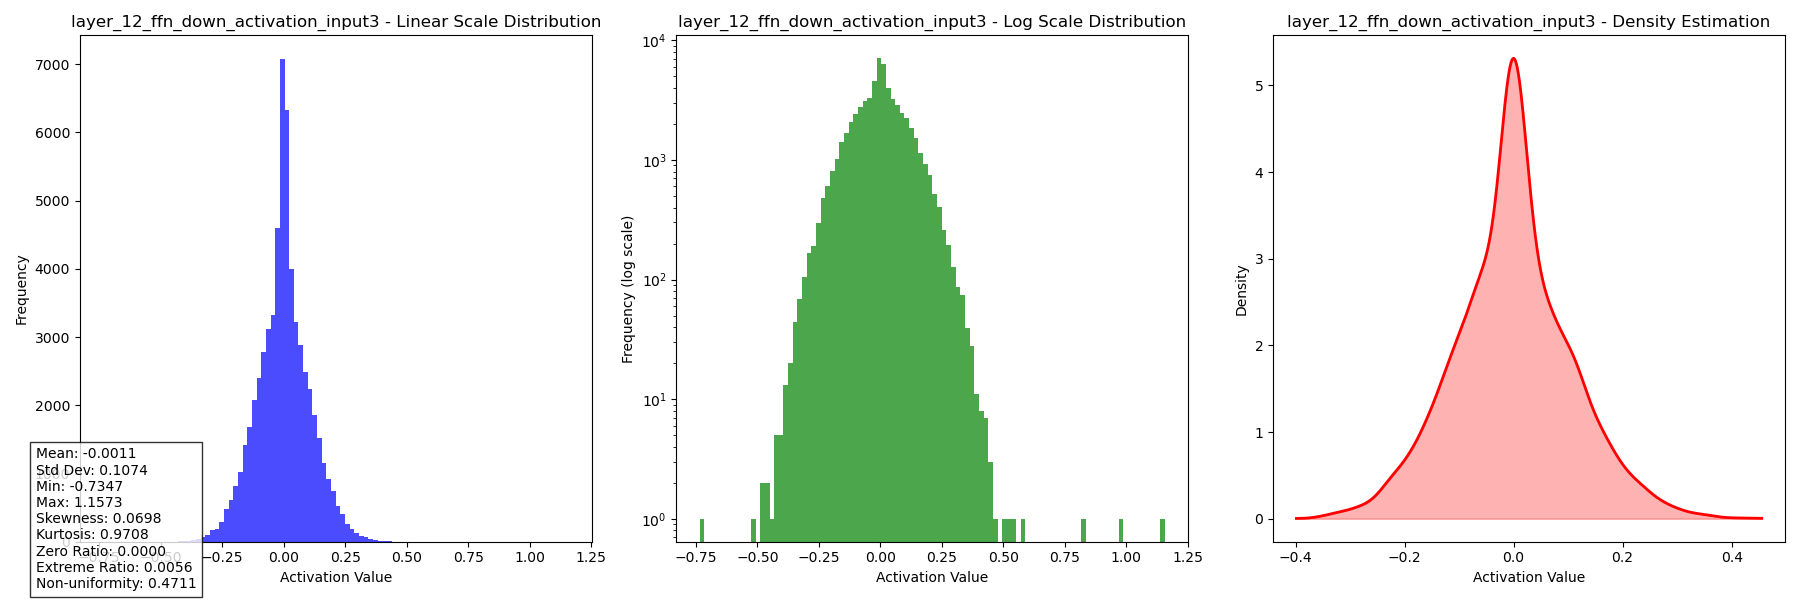 layer_12_ffn_down_activation_input3 - Linear Scale Distribution
7000
6000
5000
4000
3000
2000
Frequency
−0.25
0.00
0.25
0.50
0.75
1.00
1.25
Activation Value
Mean: -0.0011
Std Dev: 0.1074
Min: -0.7347
Max: 1.1573
Skewness: 0.0698
Kurtosis: 0.9708
Zero Ratio: 0.0000
Extreme Ratio: 0.0056
Non-uniformity: 0.4711
layer_12_ffn_down_activation_input3 - Log Scale Distribution
10⁴
10³
10²
10¹
10⁰
Frequency (log scale)
−0.75
−0.50
−0.25
0.00
0.25
0.50
0.75
1.00
1.25
Activation Value
layer_12_ffn_down_activation_input3 - Density Estimation
5
4
3
2
1
0
Density
−0.4
−0.2
0.0
0.2
0.4
Activation Value